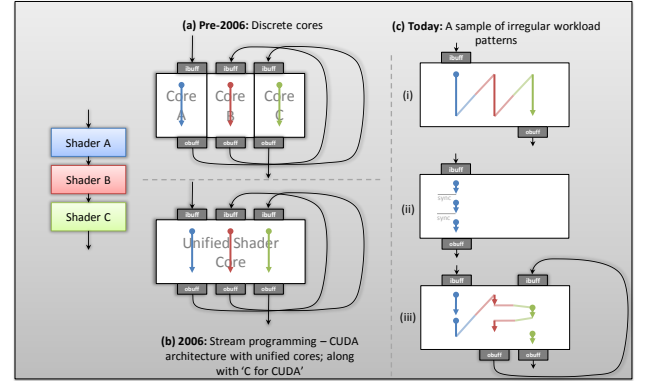 (a) Pre-2006: Discrete cores
ibuff ibuff ibuff
Core A
Core B
Core C
obuff obuff obuff
Shader A
Shader B
Shader C
ibuff ibuff ibuff
Unified Shader
Core
obuff obuff obuff
(b) 2006: Stream programming – CUDA
architecture with unified cores; along
with ‘C for CUDA’
(c) Today: A sample of irregular workload
patterns
ibuff
(i)
obuff
ibuff
sync
(ii)
sync
obuff
ibuff ibuff
(iii)
obuff obuff